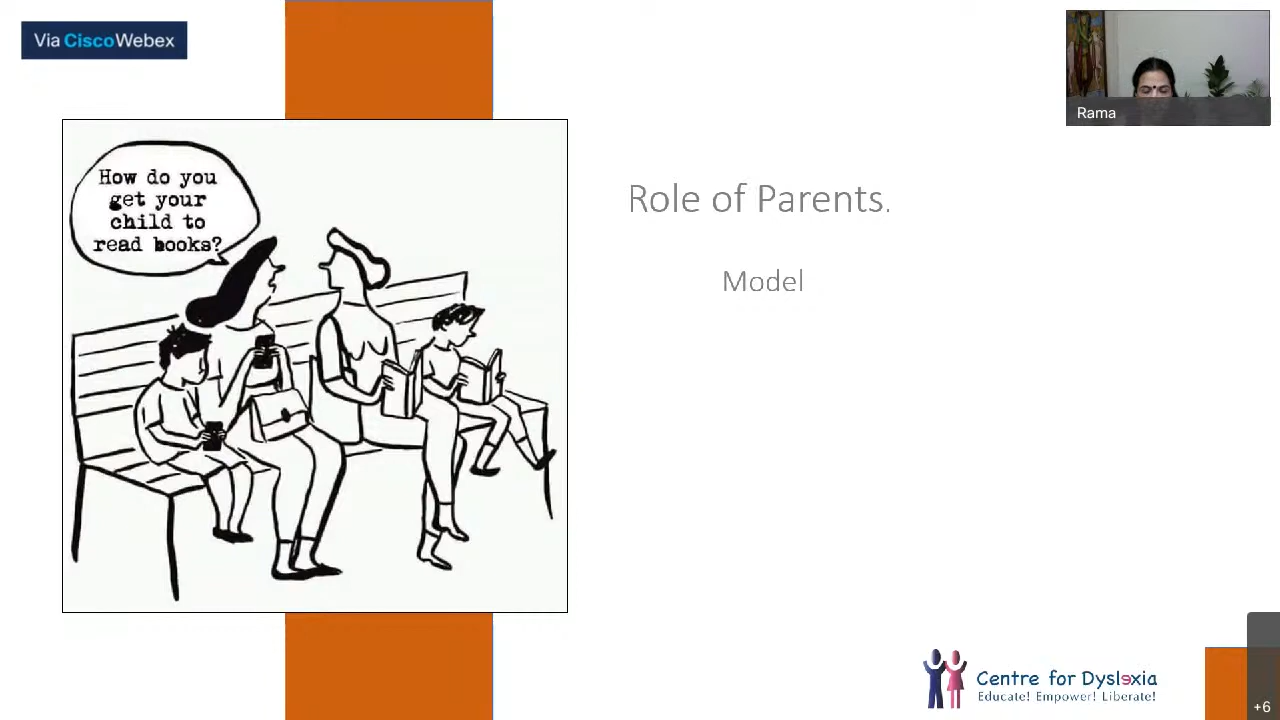 Via CiscoWebex
Rama
How do you
get your
child to
read books?
Role of Parents.
Model
Centre for Dyslexia
Educate! Empower! Liberate!
+6